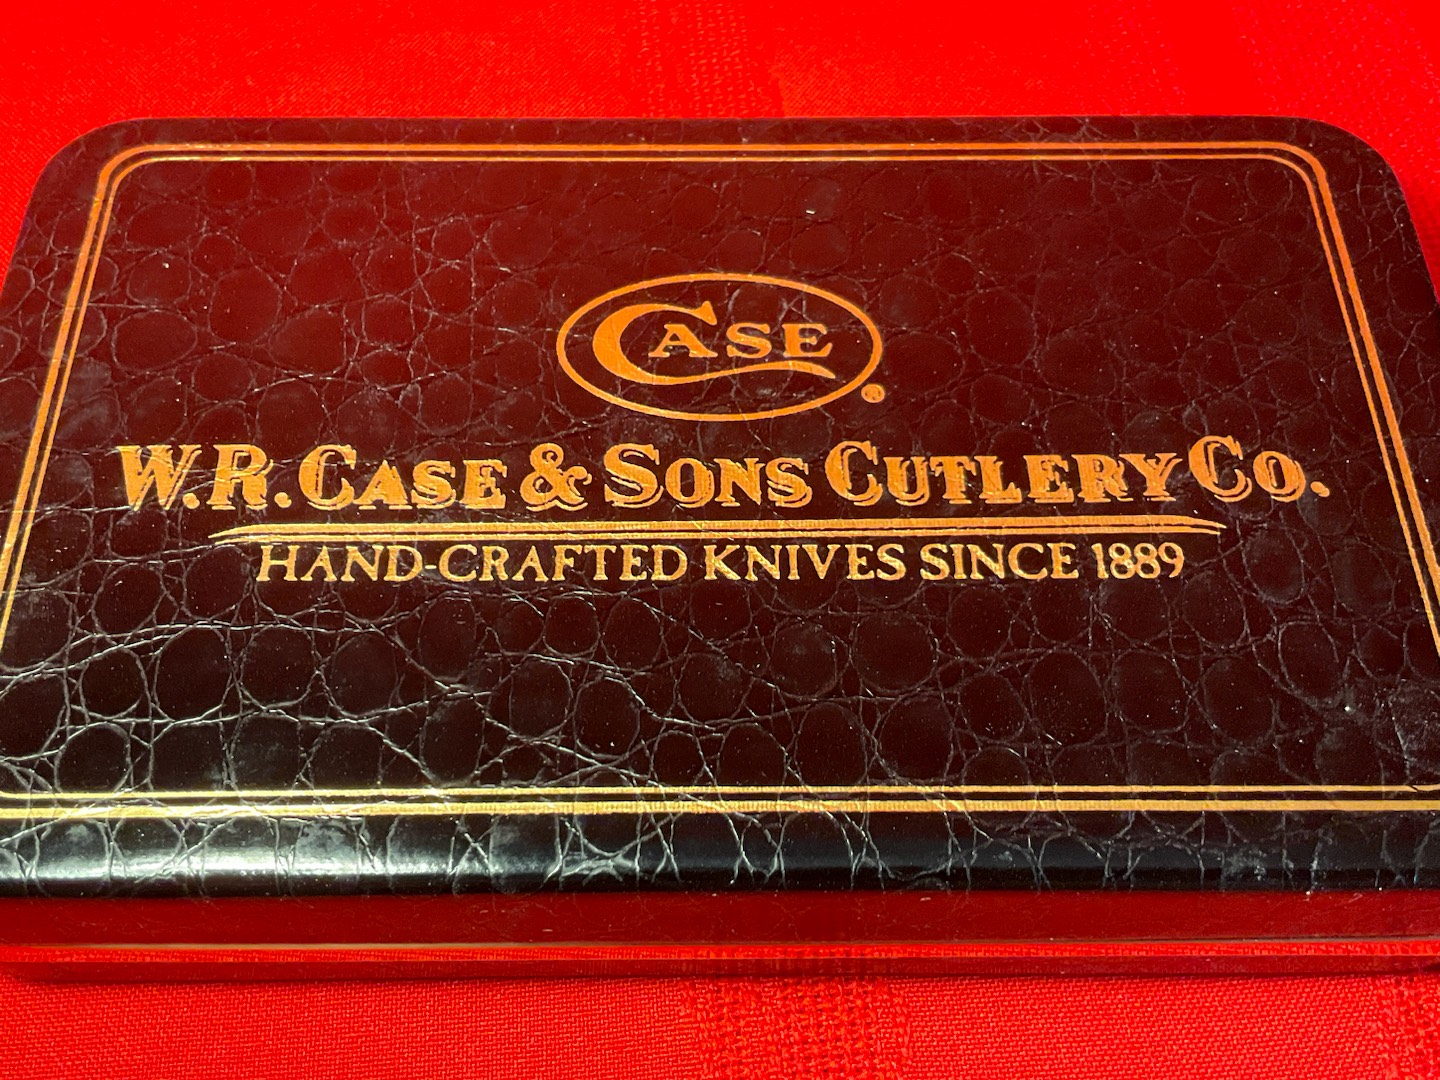 CASE®
W.R. CASE & SONS CUTLERY CO.
HAND-CRAFTED KNIVES SINCE 1889